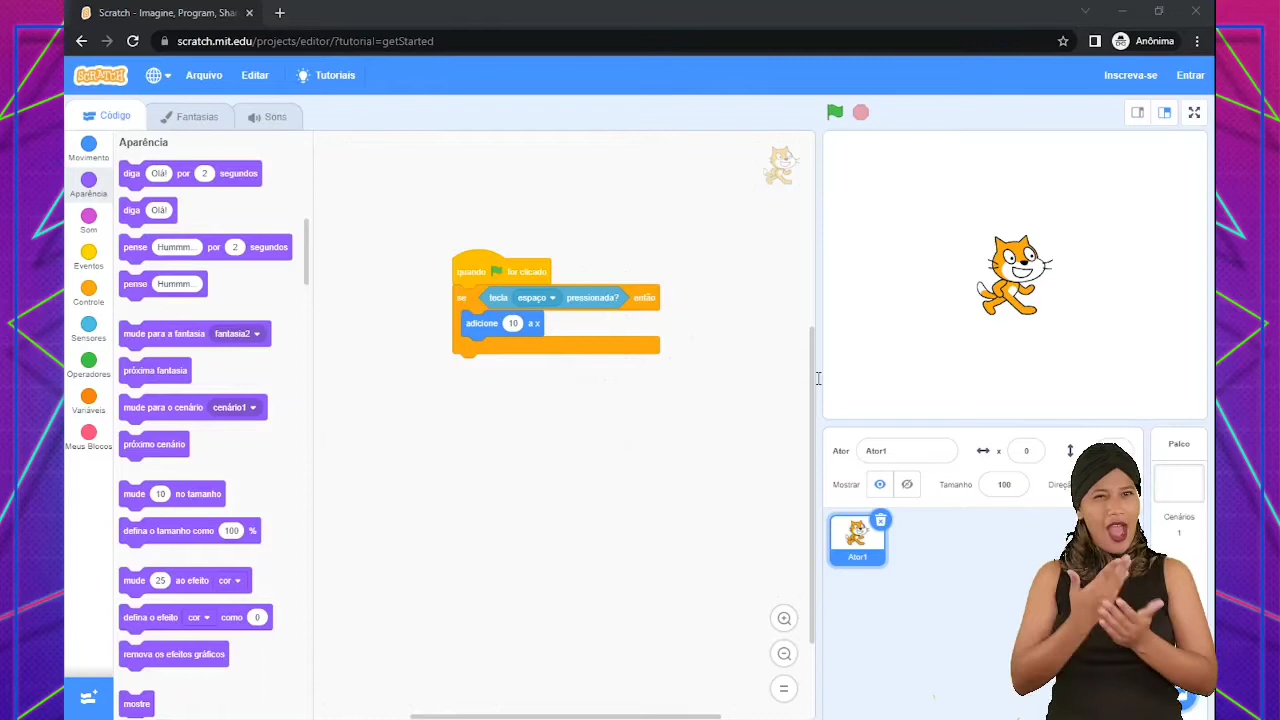 Scratch - Imagine, Program, Sha
scratch.mit.edu/projects/editor/?tutorial=getStarted
Anônima
SCRATCH
Arquivo
Editar
Tutoriais
Inscreva-se
Entrar
Código
Fantasias
Sons
Movimento
Aparência
Som
Eventos
Controle
Sensores
Operadores
Variáveis
Meus Blocos
Aparência
diga Olá! por 2 segundos
diga Olá!
pense Hummm... por 2 segundos
pense Hummm...
mude para a fantasia fantasia2
próxima fantasia
mude para o cenário cenário1
próximo cenário
mude 10 no tamanho
defina o tamanho como 100 %
mude 25 ao efeito cor
defina o efeito cor como 0
remova os efeitos gráficos
mostre
quando for clicado
se tecla espaço pressionada? então
adicione 10 a x
Ator Ator1 x 0
Mostrar Tamanho 100
Ator1
Palco
Cenários
1